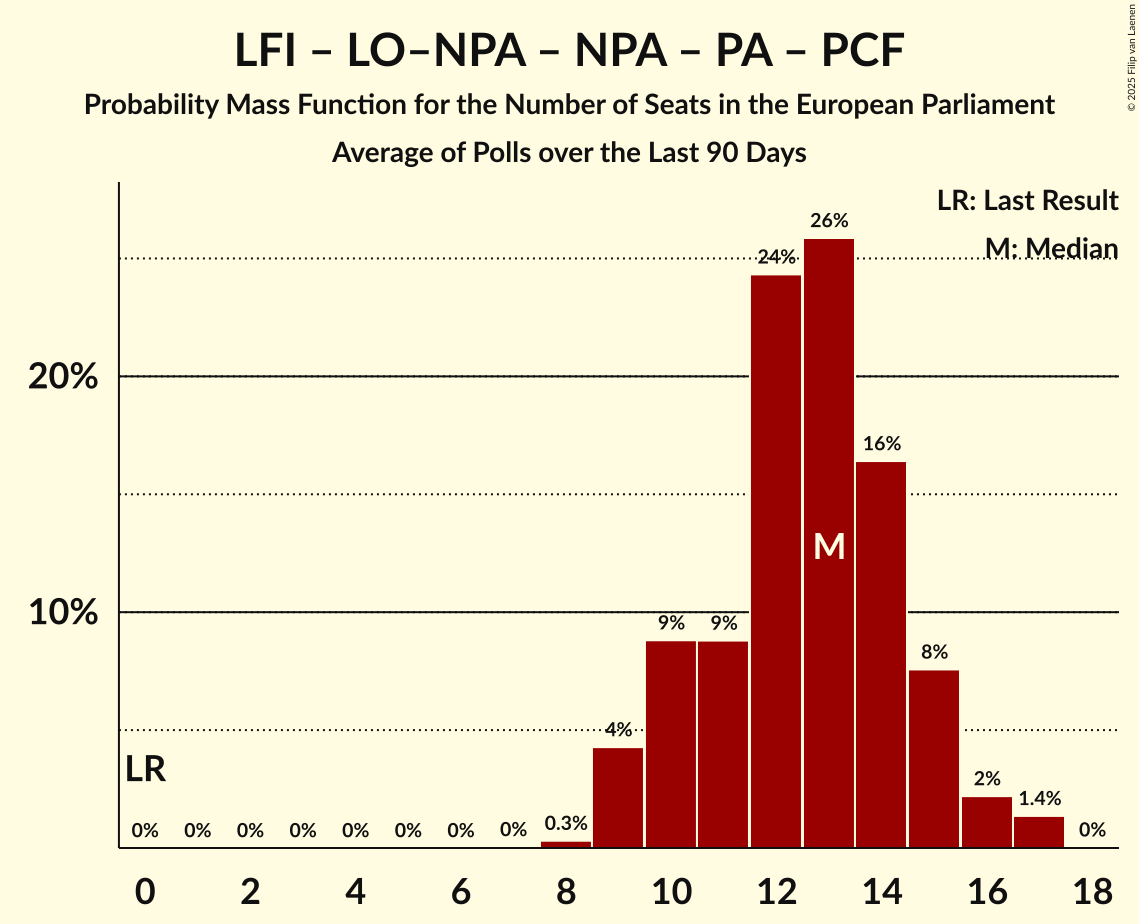 LFI – LO–NPA – NPA – PA – PCF
Probability Mass Function for the Number of Seats in the European Parliament
Average of Polls over the Last 90 Days
© 2025 Filip van Laenen
LR: Last Result
M: Median
26%
24%
20%
16%
M
10%
9% 9%
8%
4%
LR
2%
1.4%
0% 0% 0% 0% 0% 0% 0% 0% 0.3% 0%
0 2 4 6 8 10 12 14 16 18